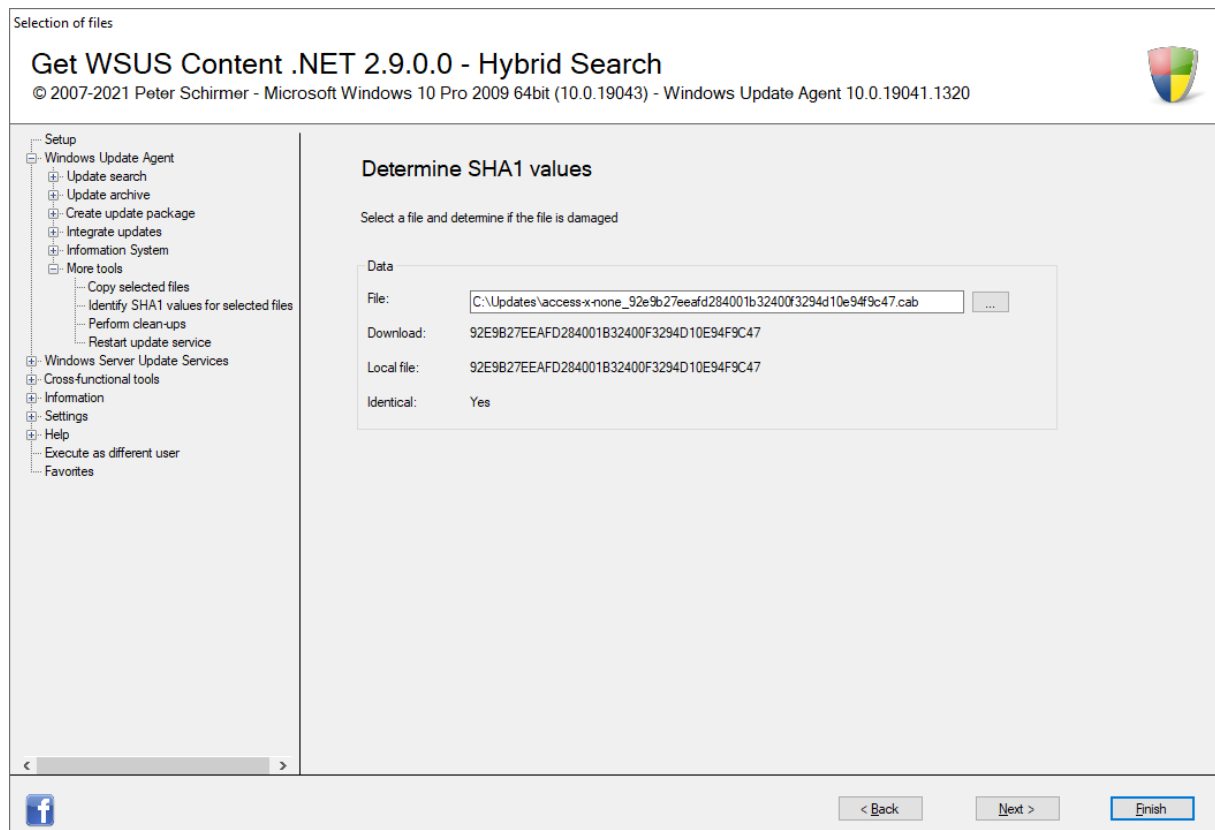 Selection of files
Get WSUS Content .NET 2.9.0.0 - Hybrid Search
© 2007-2021 Peter Schirmer - Microsoft Windows 10 Pro 2009 64bit (10.0.19043) - Windows Update Agent 10.0.19041.1320
Setup
Windows Update Agent
Update search
Update archive
Create update package
Integrate updates
Information System
More tools
Copy selected files
Identify SHA1 values for selected files
Perform clean-ups
Restart update service
Windows Server Update Services
Cross-functional tools
Information
Settings
Help
Execute as different user
Favorites
Determine SHA1 values
Select a file and determine if the file is damaged
Data
File: C:\Updates\access-x-none_92e9b27eeafd284001b32400f3294d10e94f9c47.cab ...
Download: 92E9B27EEAFD284001B32400F3294D10E94F9C47
Local file: 92E9B27EEAFD284001B32400F3294D10E94F9C47
Identical: Yes
< Back Next > Finish